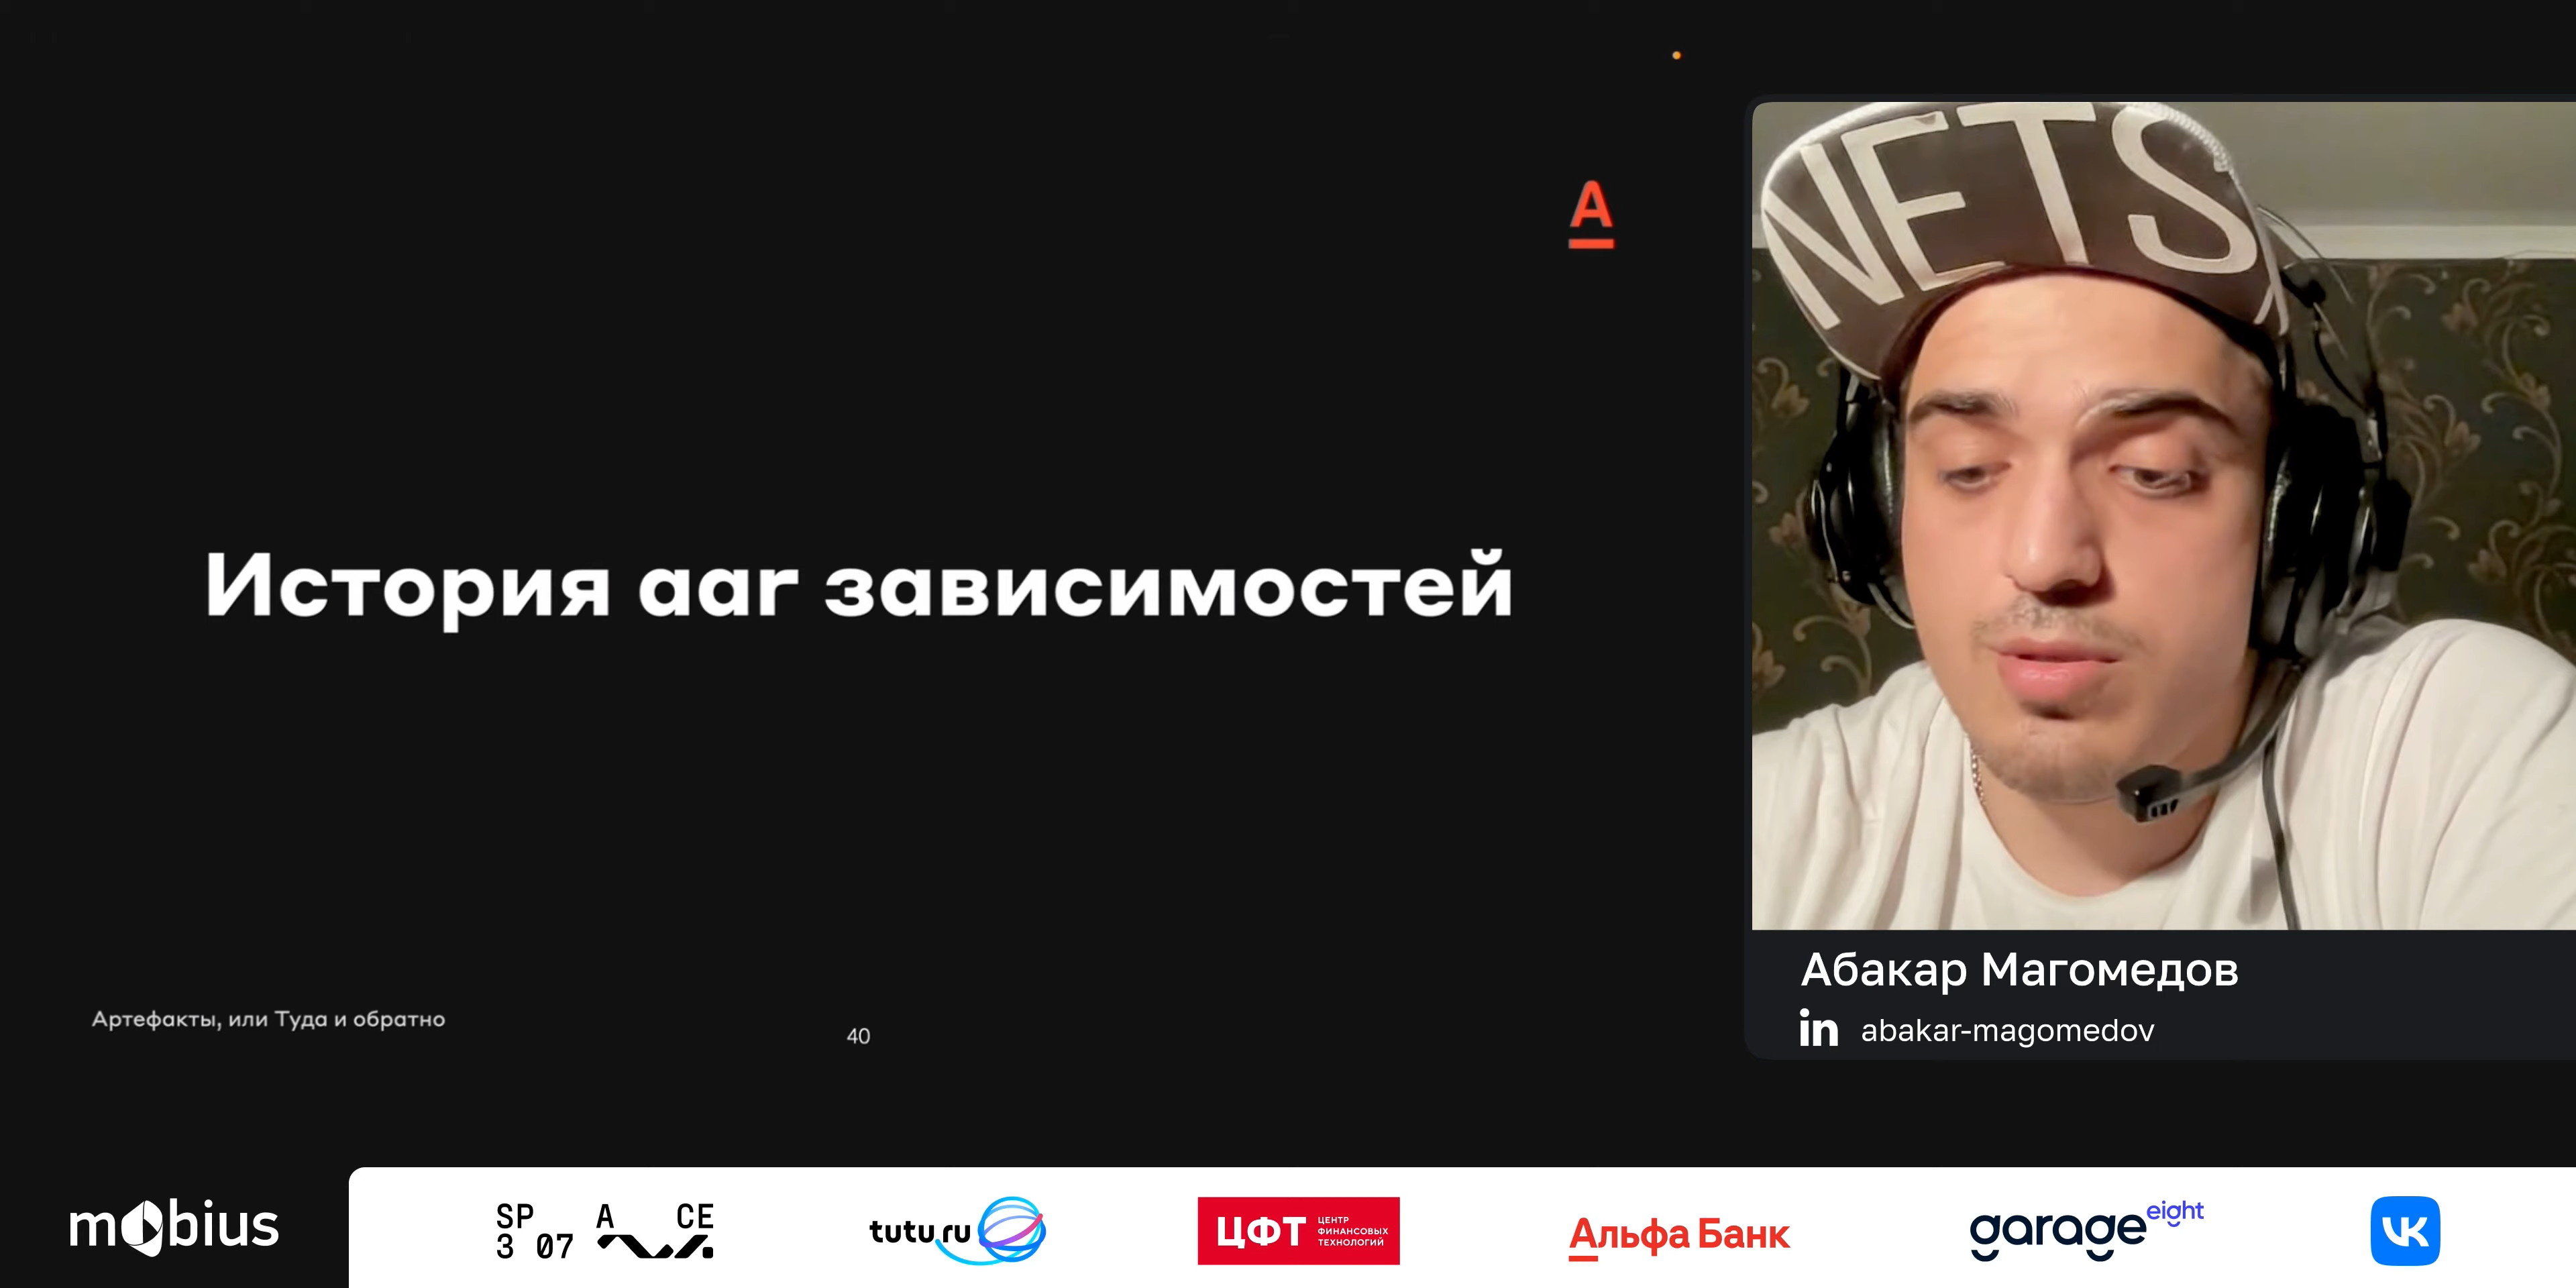 NETS
A
История aar зависимостей
Артефакты, или Туда и обратно
40
Абакар Магомедов
in abakar-magomedov
mobius
SP A CE
3 07
tutu.ru
ЦФТ ЦЕНТР
ФИНАНСОВЫХ
ТЕХНОЛОГИЙ
Альфа Банк
garage eight
VK